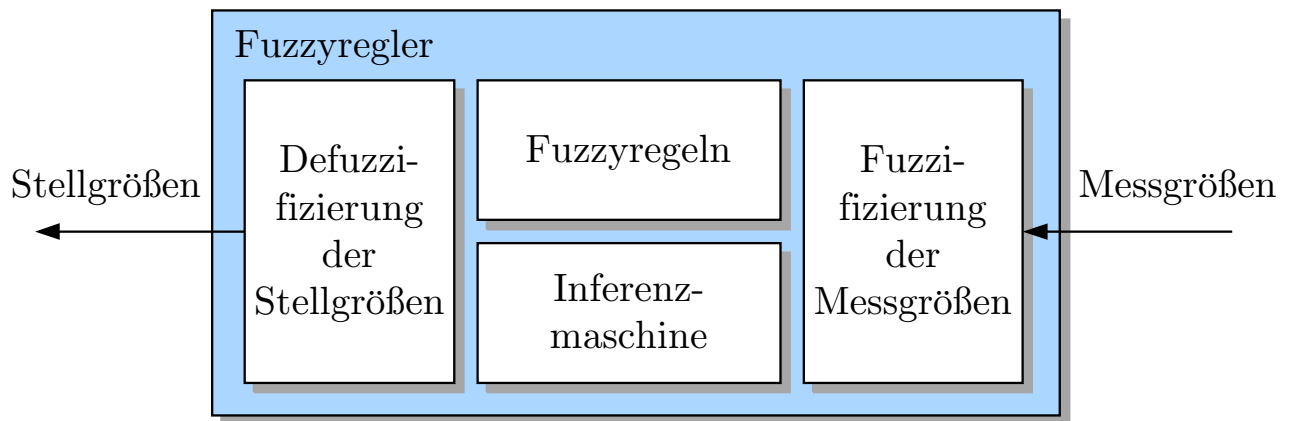 Fuzzyregler
Stellgrößen
Defuzzi-
fizierung
der
Stellgrößen
Fuzzyregeln
Inferenz-
maschine
Fuzzi-
fizierung
der
Messgrößen
Messgrößen